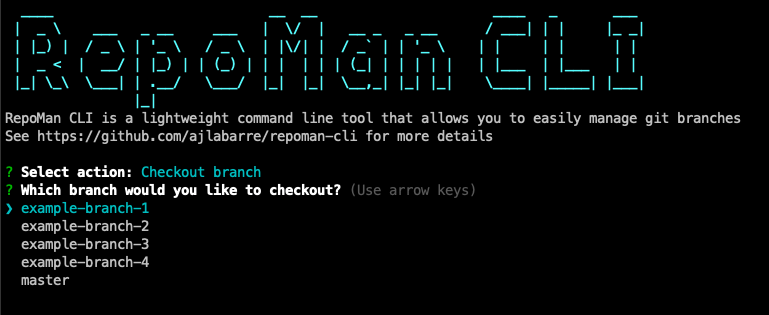 RepoMan CLI
RepoMan CLI is a lightweight command line tool that allows you to easily manage git branches
See https://github.com/ajlabarre/repoman-cli for more details
? Select action: Checkout branch
? Which branch would you like to checkout? (Use arrow keys)
❯ example-branch-1
example-branch-2
example-branch-3
example-branch-4
master